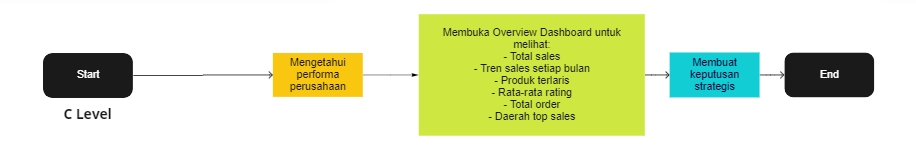 Start
C Level
Mengetahui
performa
perusahaan
Membuka Overview Dashboard untuk
melihat:
- Total sales
- Tren sales setiap bulan
- Produk terlaris
- Rata-rata rating
- Total order
- Daerah top sales
Membuat
keputusan
strategis
End